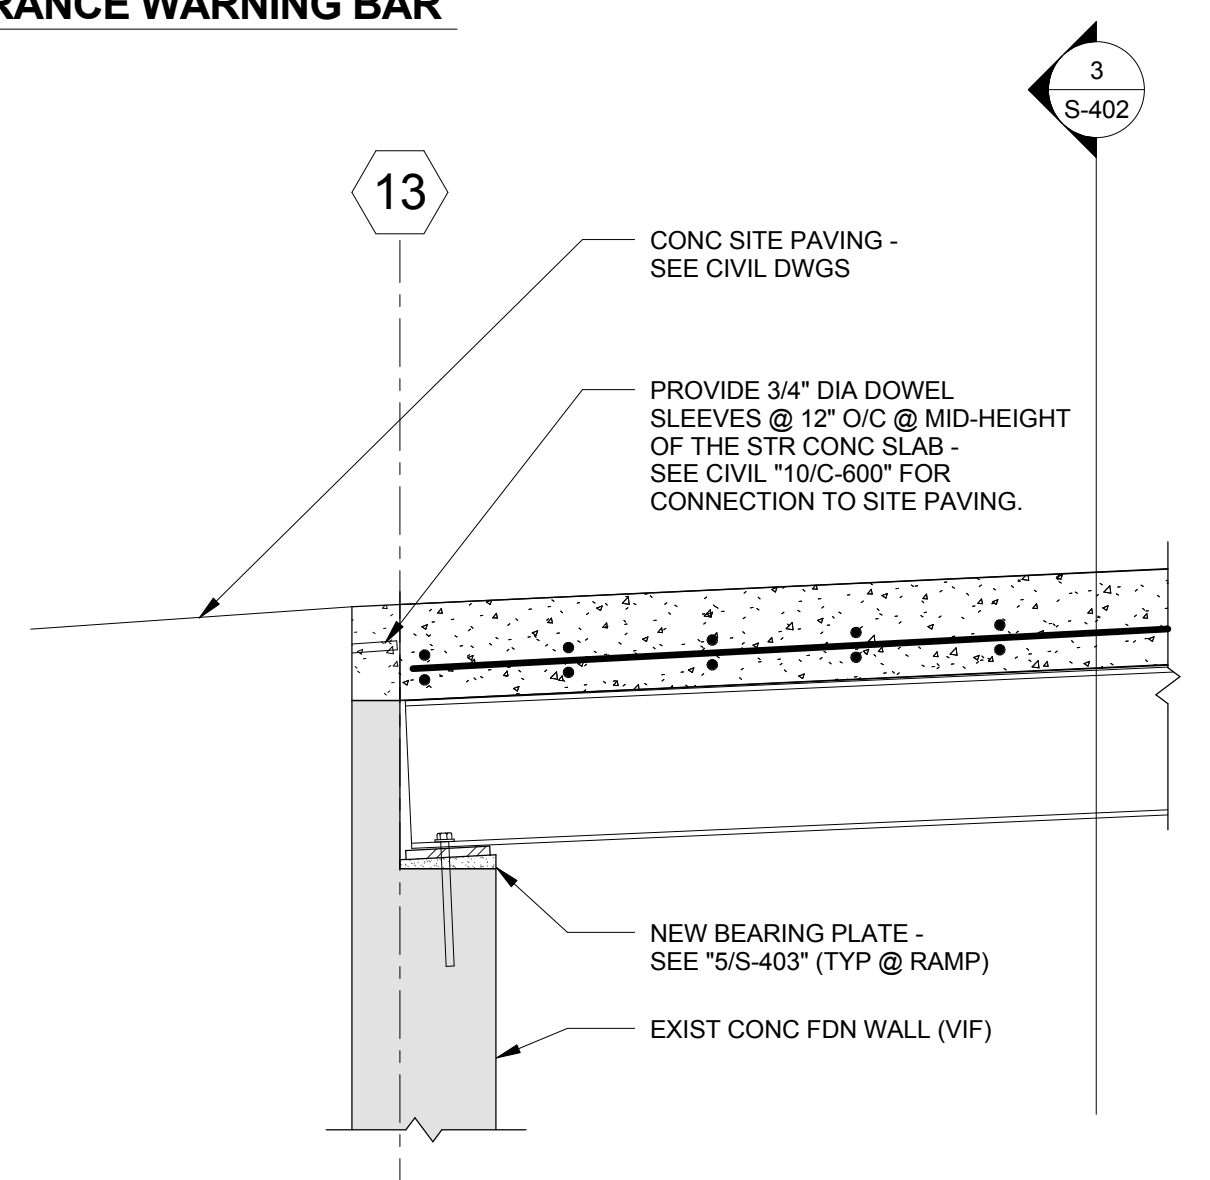 RANCE WARNING BAR
3
S-402
13
CONC SITE PAVING -
SEE CIVIL DWGS
PROVIDE 3/4" DIA DOWEL
SLEEVES @ 12" O/C @ MID-HEIGHT
OF THE STR CONC SLAB -
SEE CIVIL "10/C-600" FOR
CONNECTION TO SITE PAVING.
NEW BEARING PLATE -
SEE "5/S-403" (TYP @ RAMP)
EXIST CONC FDN WALL (VIF)